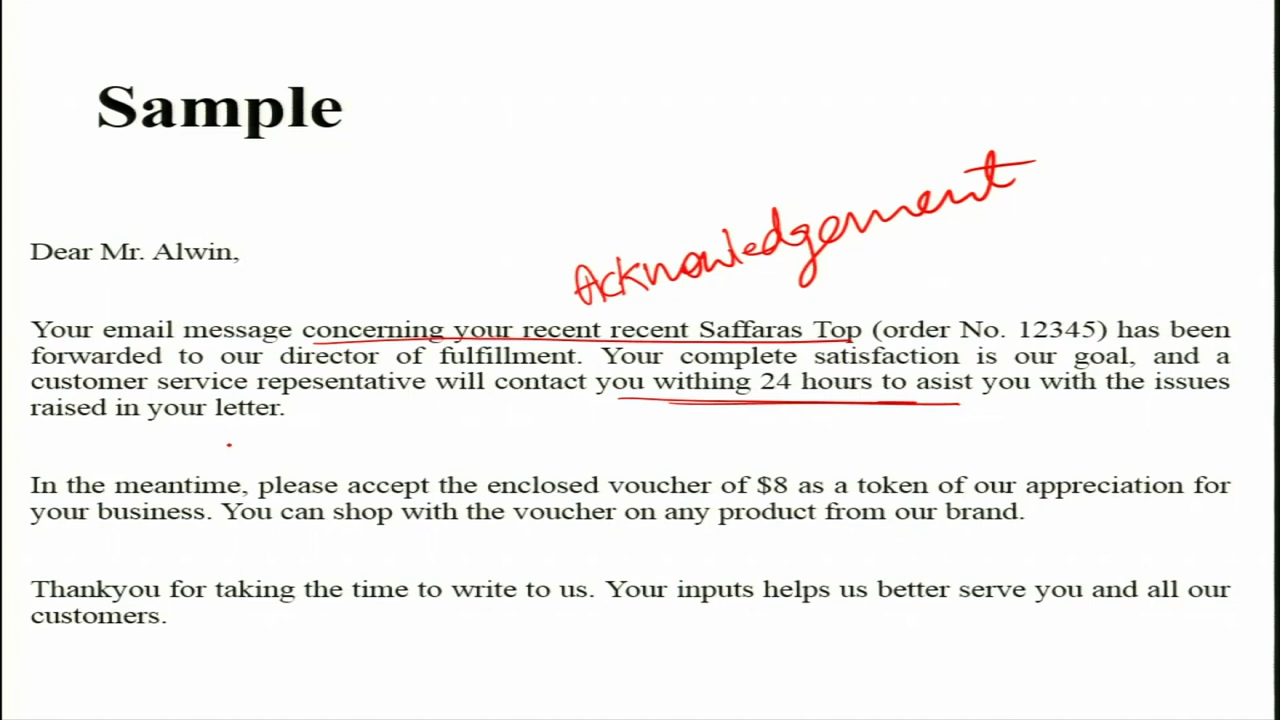 Sample
Acknowledgement
Dear Mr. Alwin,
Your email message concerning your recent recent Saffaras Top (order No. 12345) has been
forwarded to our director of fulfillment. Your complete satisfaction is our goal, and a
customer service repesentative will contact you withing 24 hours to asist you with the issues
raised in your letter.
In the meantime, please accept the enclosed voucher of $8 as a token of our appreciation for
your business. You can shop with the voucher on any product from our brand.
Thankyou for taking the time to write to us. Your inputs helps us better serve you and all our
customers.